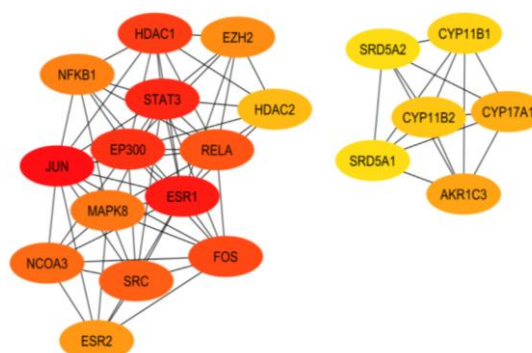 HDAC1
EZH2
NFKB1
STAT3
HDAC2
EP300
RELA
JUN
ESR1
MAPK8
NCOA3
SRC
FOS
ESR2
CYP11B1
SRD5A2
CYP11B2
CYP17A1
SRD5A1
AKR1C3